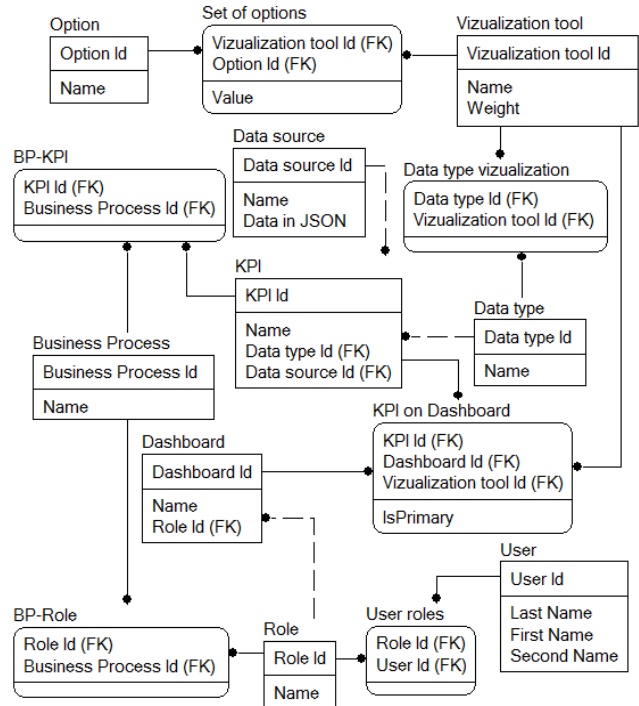 Option
Option Id
Name
Set of options
Vizualization tool Id (FK)
Option Id (FK)
Value
Vizualization tool
Vizualization tool Id
Name
Weight
Data source
Data source Id
Name
Data in JSON
BP-KPI
KPI Id (FK)
Business Process Id (FK)
Data type vizualization
Data type Id (FK)
Vizualization tool Id (FK)
KPI
KPI Id
Name
Data type Id (FK)
Data source Id (FK)
Data type
Data type Id
Name
Business Process
Business Process Id
Name
KPI on Dashboard
KPI Id (FK)
Dashboard Id (FK)
Vizualization tool Id (FK)
IsPrimary
Dashboard
Dashboard Id
Name
Role Id (FK)
User
User Id
Last Name
First Name
Second Name
BP-Role
Role Id (FK)
Business Process Id (FK)
Role
Role Id
Name
User roles
Role Id (FK)
User Id (FK)